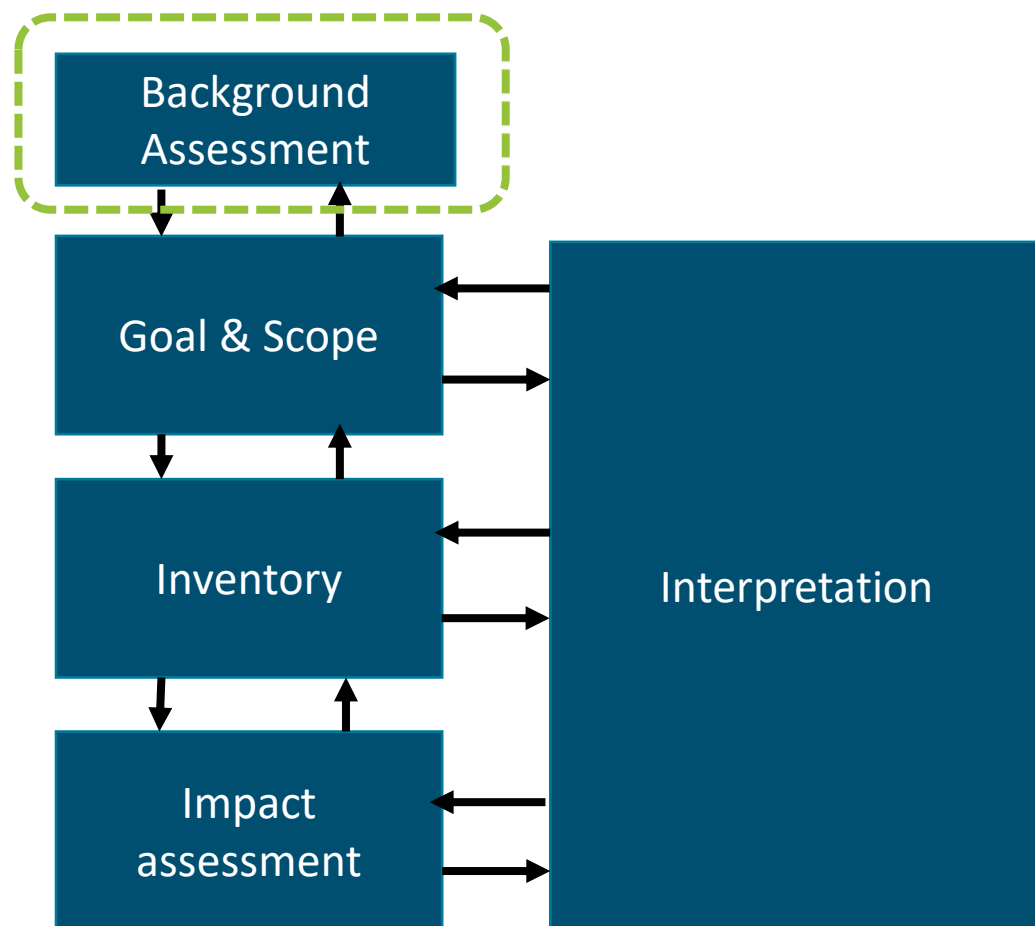 Background
Assessment
Goal & Scope
Inventory
Interpretation
Impact
assessment